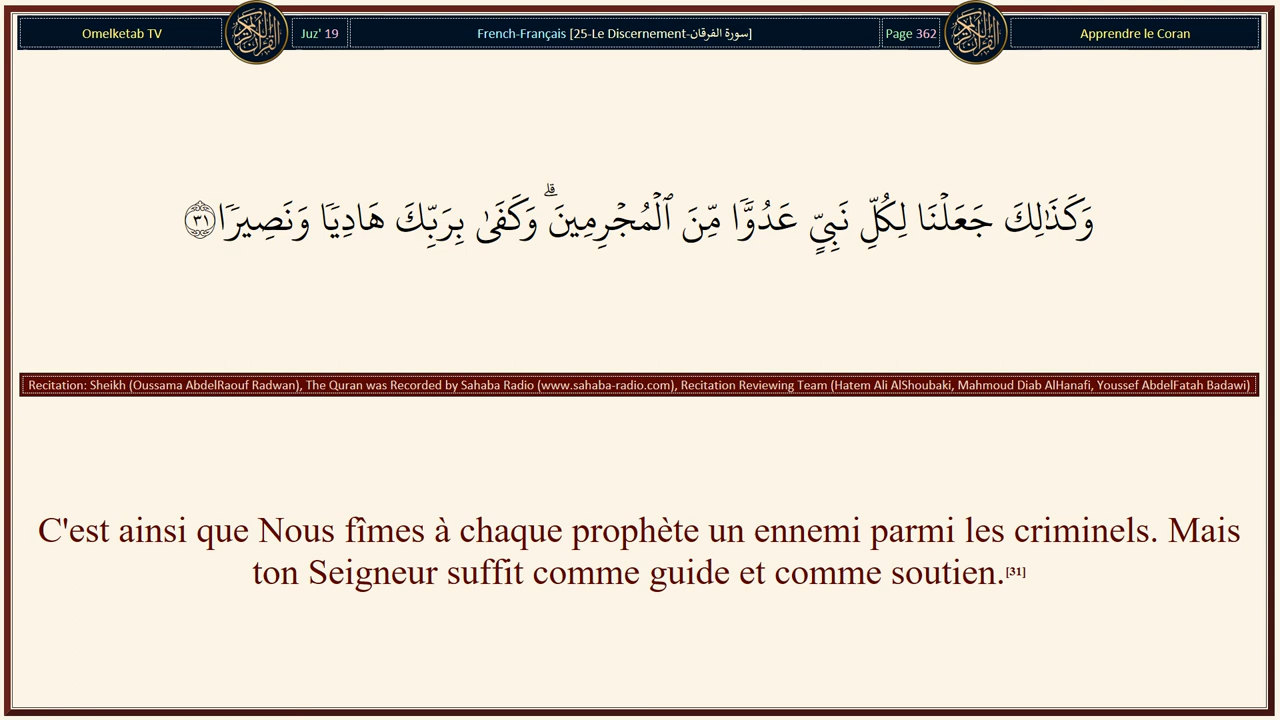 Omelketab TV
Juz' 19
French-Français [25-Le Discernement-سورة الفرقان]
Page 362
Apprendre le Coran
وَكَذَٰلِكَ جَعَلۡنَا لِكُلِّ نَبِيٍّ عَدُوّٗا مِّنَ ٱلۡمُجۡرِمِينَۗ وَكَفَىٰ بِرَبِّكَ هَادِيٗا وَنَصِيرٗا ٣١
Recitation: Sheikh (Oussama AbdelRaouf Radwan), The Quran was Recorded by Sahaba Radio (www.sahaba-radio.com), Recitation Reviewing Team (Hatem Ali AlShoubaki, Mahmoud Diab AlHanafi, Youssef AbdelFatah Badawi)
C'est ainsi que Nous fîmes à chaque prophète un ennemi parmi les criminels. Mais
ton Seigneur suffit comme guide et comme soutien.[31]